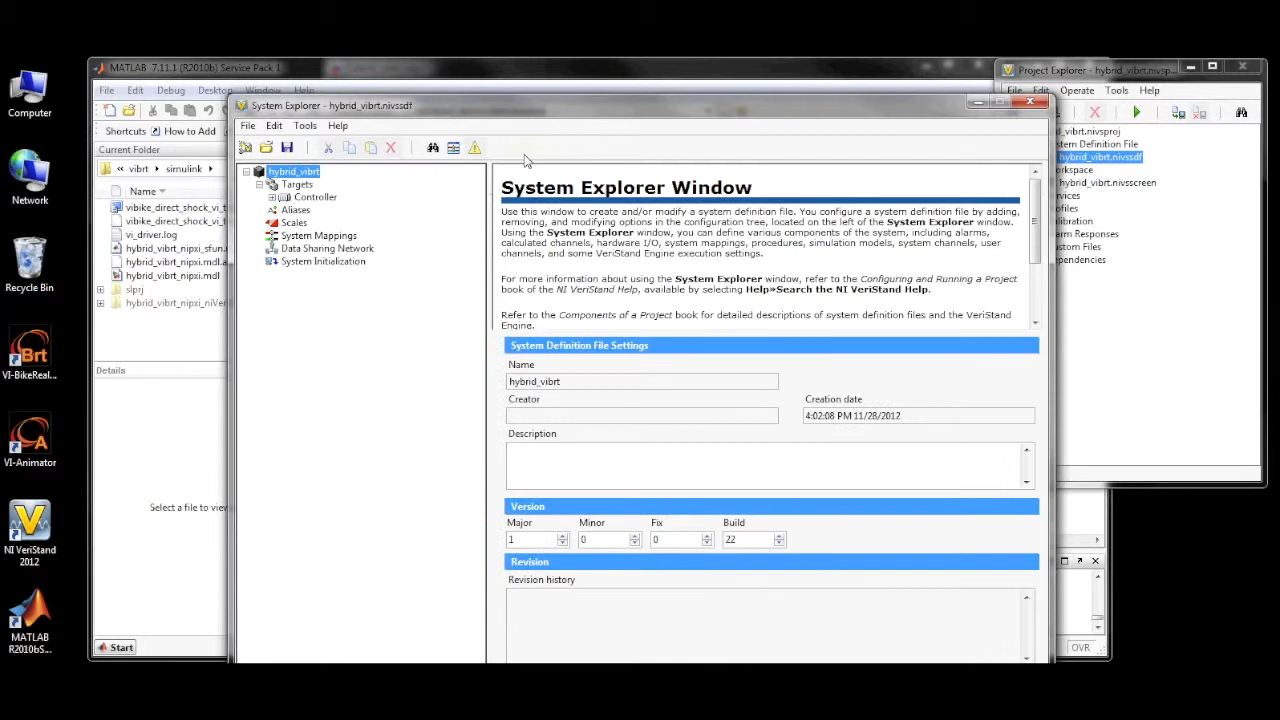 Computer
Network
Recycle Bin
VI-BikeReal...
VI-Animator
NI VeriStand
2012
MATLAB
R2010bS...
MATLAB 7.11.1 (R2010b) Service Pack 1
File Edit Debug Desktop Window Help
Shortcuts How to Add
Current Folder
vibrt simulink
Name
vibike_direct_shock_vi_t
vibike_direct_shock_vi_t
vi_driver.log
hybrid_vibrt_nipxi_sfun.
hybrid_vibrt_nipxi.mdl.a
hybrid_vibrt_nipxi.mdl
slprj
hybrid_vibrt_nipxi_niVer
Details
Select a file to view
Start
OVR
System Explorer - hybrid_vibrt.nivssdf
File Edit Tools Help
hybrid_vibrt
Targets
Controller
Aliases
Scales
System Mappings
Data Sharing Network
System Initialization
System Explorer Window
Use this window to create and/or modify a system definition file. You configure a system definition file by adding,
removing, and modifying options in the configuration tree, located on the left of the System Explorer window.
Using the System Explorer window, you can define various components of the system, including alarms,
calculated channels, hardware I/O, system mappings, procedures, simulation models, system channels, user
channels, and some VeriStand Engine execution settings.
For more information about using the System Explorer window, refer to the Configuring and Running a Project
book of the NI VeriStand Help, available by selecting Help»Search the NI VeriStand Help.
Refer to the Components of a Project book for detailed descriptions of system definition files and the VeriStand
Engine.
System Definition File Settings
Name
hybrid_vibrt
Creator
Creation date
4:02:08 PM 11/28/2012
Description
Version
Major Minor Fix Build
1 0 0 22
Revision
Revision history
Project Explorer - hybrid_vibrt.nivsp...
Edit Operate Tools Help
d_vibrt.nivsproj
stem Definition File
hybrid_vibrt.nivssdf
orkspace
hybrid_vibrt.nivsscreen
rvices
ofiles
libration
arm Responses
stom Files
pendencies